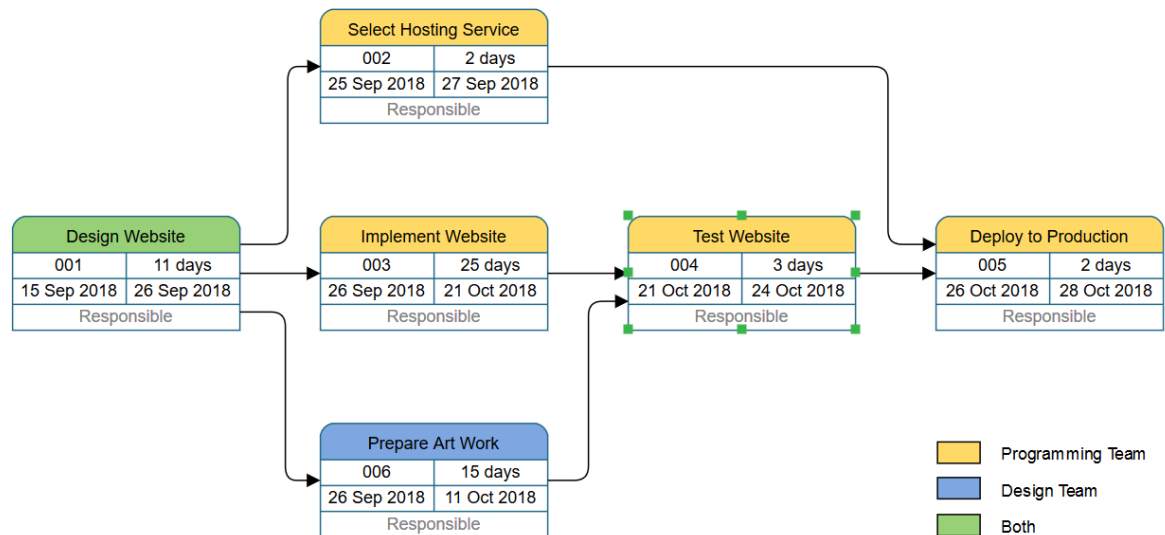 Select Hosting Service
002 2 days
25 Sep 2018 27 Sep 2018
Responsible
Design Website
001 11 days
15 Sep 2018 26 Sep 2018
Responsible
Implement Website
003 25 days
26 Sep 2018 21 Oct 2018
Responsible
Test Website
004 3 days
21 Oct 2018 24 Oct 2018
Responsible
Deploy to Production
005 2 days
26 Oct 2018 28 Oct 2018
Responsible
Prepare Art Work
006 15 days
26 Sep 2018 11 Oct 2018
Responsible
Programming Team
Design Team
Both